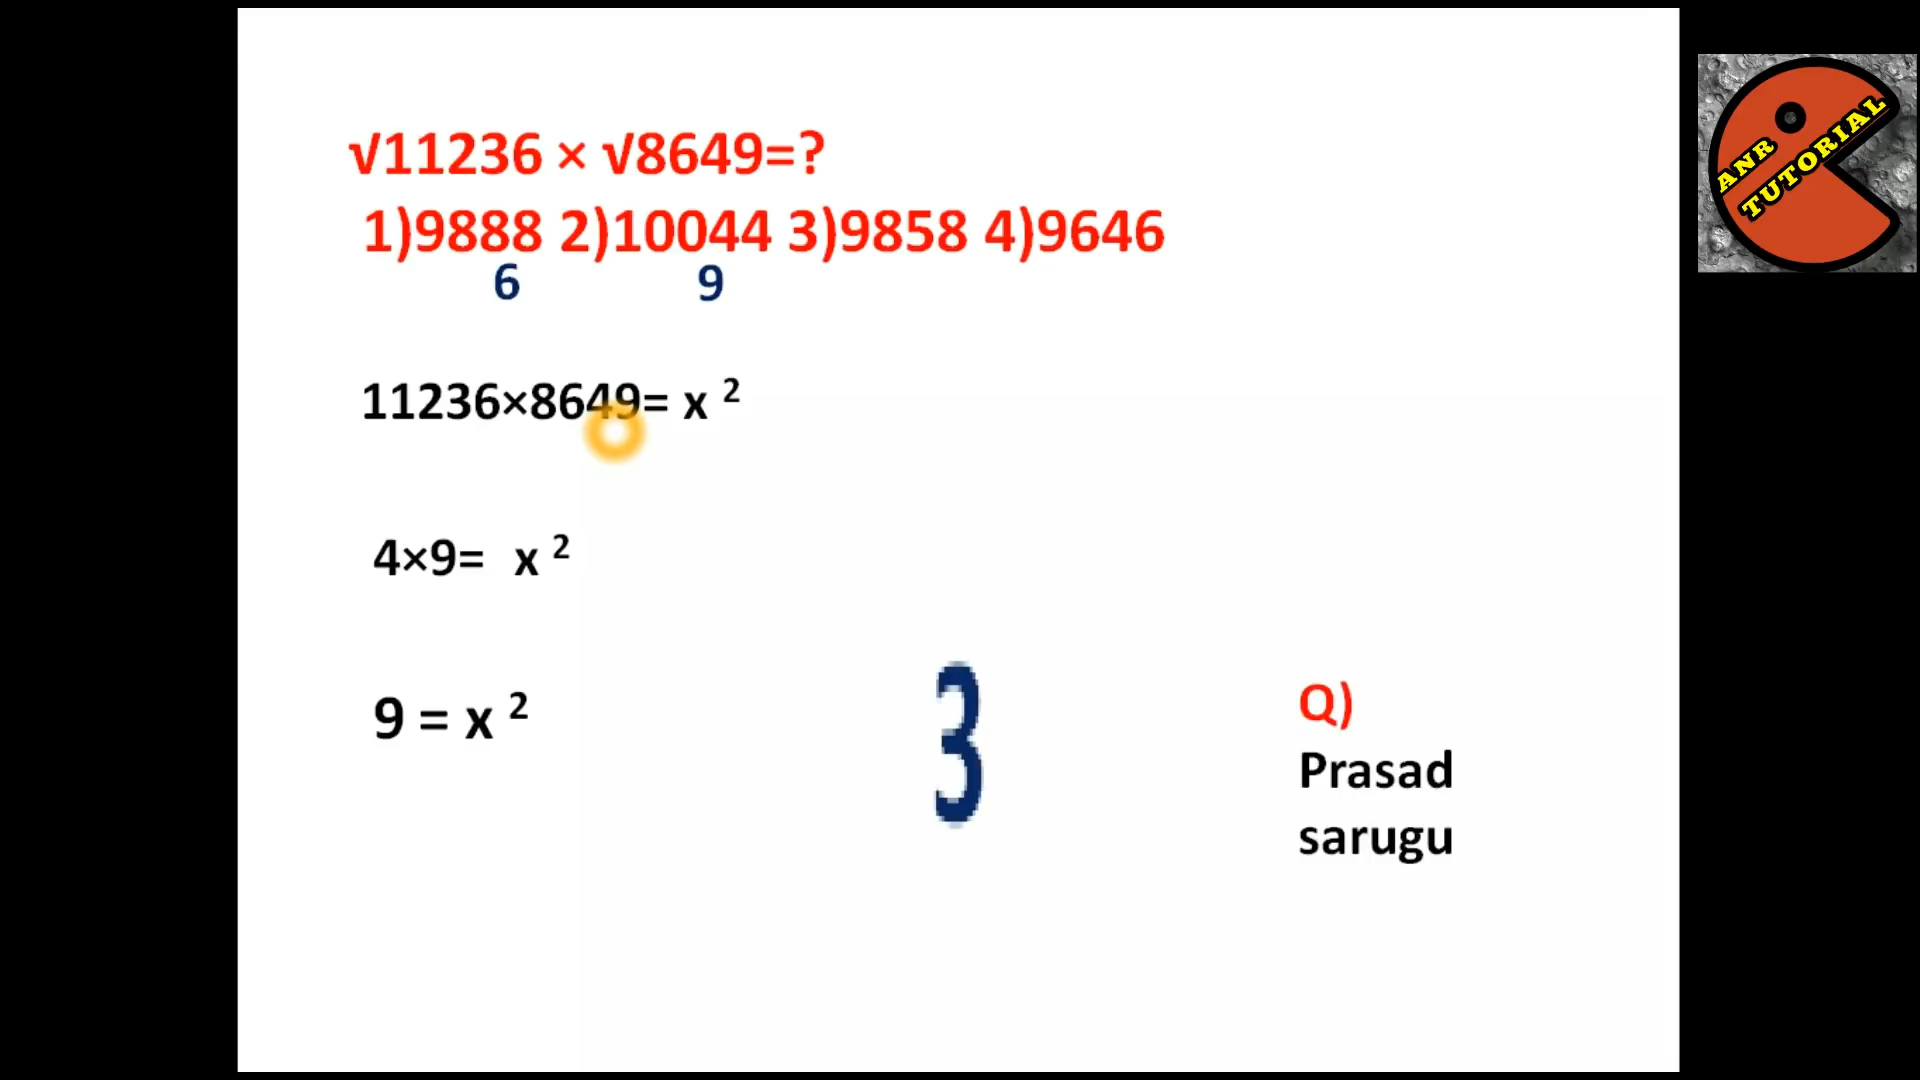 √11236 × √8649=?
1)9888 2)10044 3)9858 4)9646
6 9
11236×8649= x ²
4×9= x ²
9 = x ²
3
Q)
Prasad
sarugu
ANR
TUTORIAL